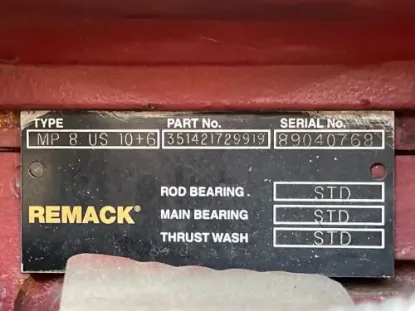 TYPE PART No. SERIAL No.
MP 8 US 10+6 351421729919 89040768
ROD BEARING STD
REMACK® MAIN BEARING STD
THRUST WASH STD